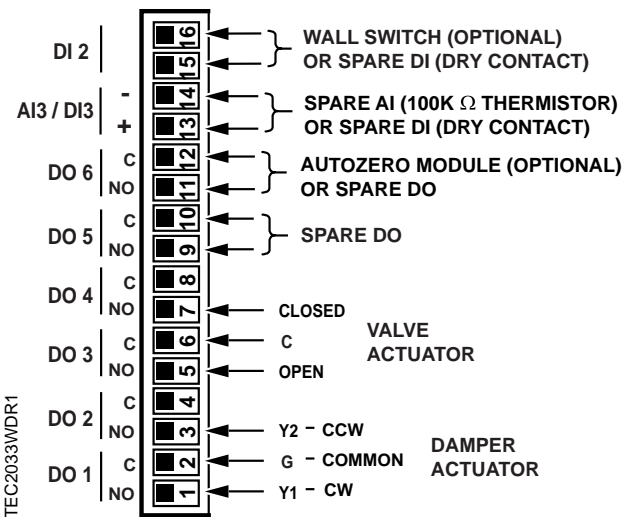 DI 2
16
15
WALL SWITCH (OPTIONAL)
OR SPARE DI (DRY CONTACT)
AI3 / DI3
-
+
14
13
SPARE AI (100K Ω THERMISTOR)
OR SPARE DI (DRY CONTACT)
DO 6
C
NO
12
11
AUTOZERO MODULE (OPTIONAL)
OR SPARE DO
DO 5
C
NO
10
9
SPARE DO
DO 4
C
NO
8
7
CLOSED
DO 3
C
NO
6
5
C
OPEN
VALVE
ACTUATOR
DO 2
C
NO
4
3
Y2 - CCW
DO 1
C
NO
2
1
G - COMMON
Y1 - CW
DAMPER
ACTUATOR
TEC2033WDR1